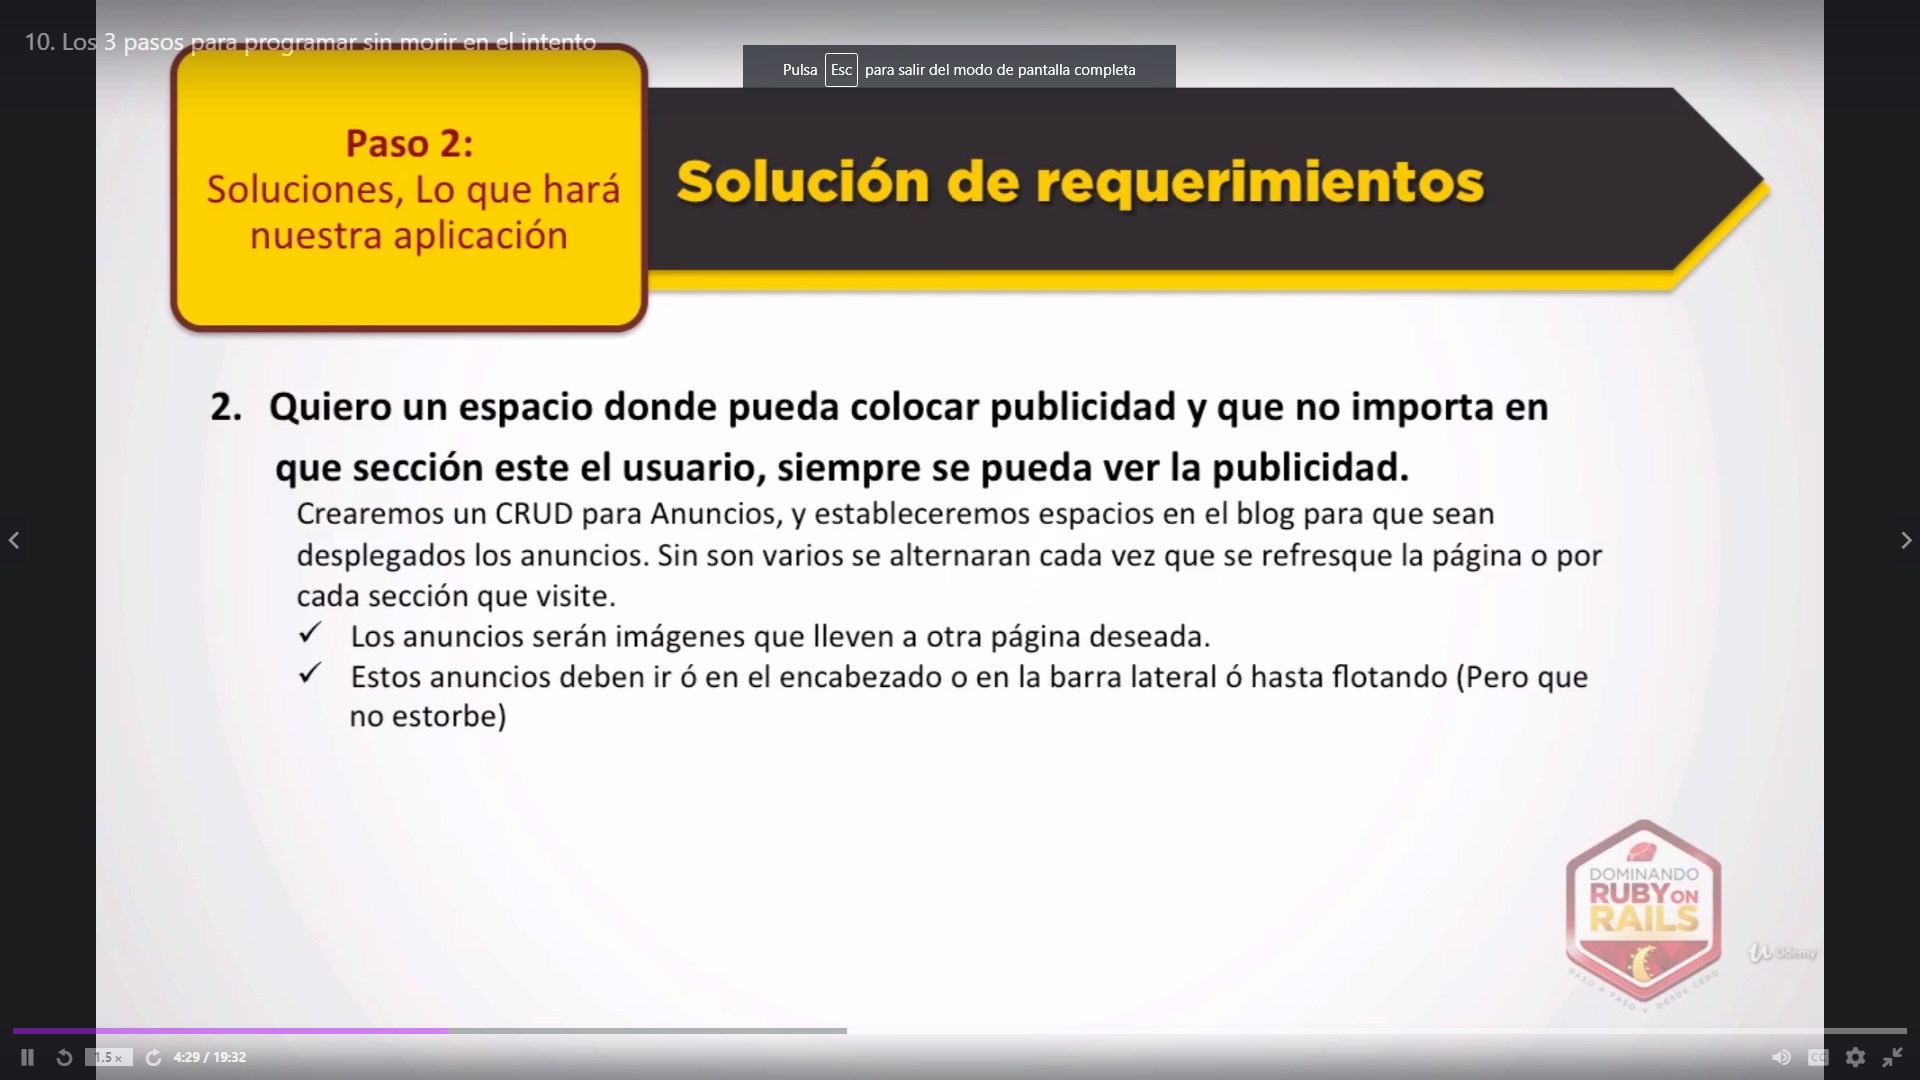 10. Los 3 pasos para programar sin morir en el intento
Pulsa Esc para salir del modo de pantalla completa
Paso 2:
Soluciones, Lo que hará
nuestra aplicación
Solución de requerimientos
2. Quiero un espacio donde pueda colocar publicidad y que no importa en
que sección este el usuario, siempre se pueda ver la publicidad.
Crearemos un CRUD para Anuncios, y estableceremos espacios en el blog para que sean
desplegados los anuncios. Sin son varios se alternaran cada vez que se refresque la página o por
cada sección que visite.
✓ Los anuncios serán imágenes que lleven a otra página deseada.
✓ Estos anuncios deben ir ó en el encabezado o en la barra lateral ó hasta flotando (Pero que
no estorbe)
DOMINANDO
RUBY ON
RAILS
PASO A PASO Y DESDE CERO
Udemy
1.5 x
4:29 / 19:32
CC